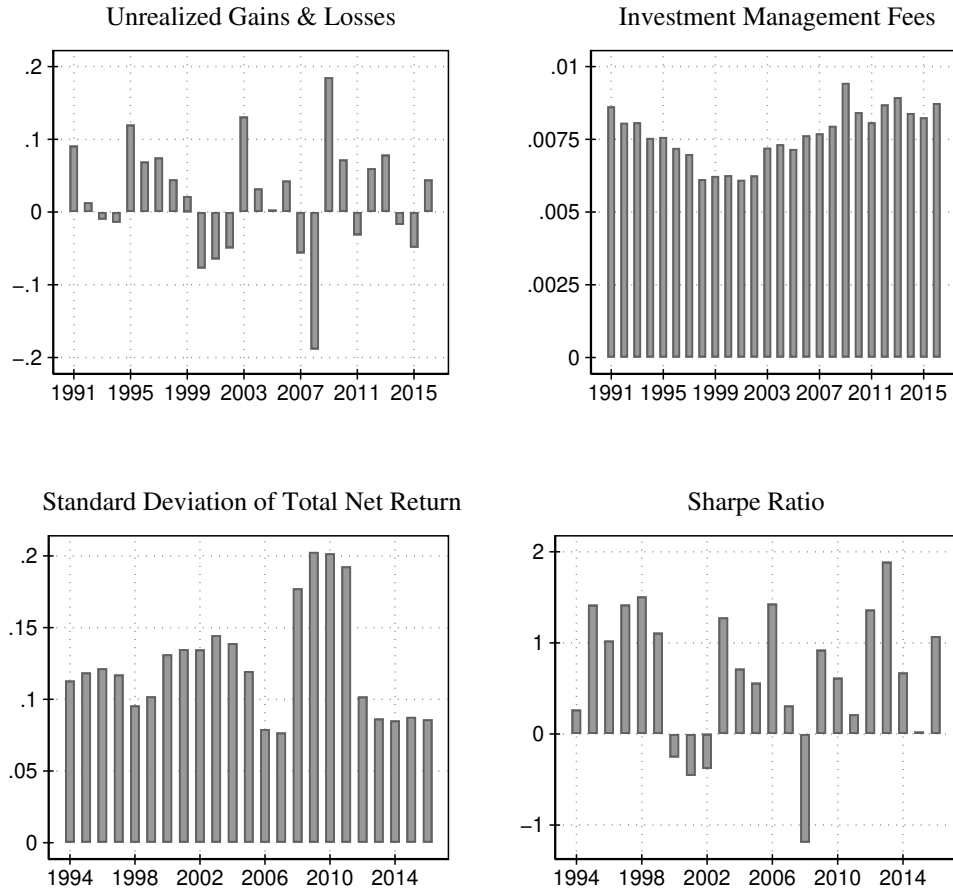 Unrealized Gains & Losses
.2
.1
0
−.1
−.2
1991 1995 1999 2003 2007 2011 2015
Investment Management Fees
.01
.0075
.005
.0025
0
1991 1995 1999 2003 2007 2011 2015
Standard Deviation of Total Net Return
.2
.15
.1
.05
0
1994 1998 2002 2006 2010 2014
Sharpe Ratio
2
1
0
−1
1994 1998 2002 2006 2010 2014